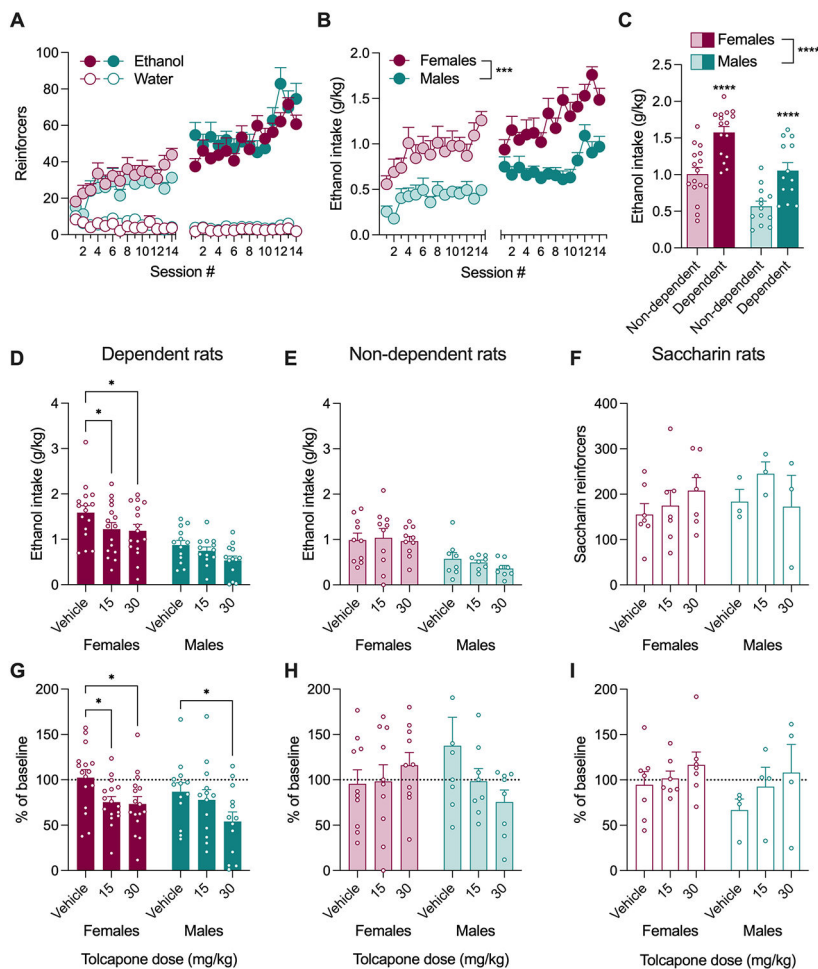 A
Ethanol
Water
Reinforcers
100
80
60
40
20
0
2 4 6 8 10 12 14
2 4 6 8 10 12 14
Session #
B
Females
Males
***
Ethanol intake (g/kg)
2.0
1.5
1.0
0.5
0.0
2 4 6 8 10 12 14
2 4 6 8 10 12 14
Session #
C
Females
Males
****
Ethanol intake (g/kg)
2.5
2.0
1.5
1.0
0.5
0.0
****
****
Non-dependent
Dependent
Non-dependent
Dependent
D
Dependent rats
Ethanol intake (g/kg)
4
3
2
1
0
*
*
Vehicle 15 30 Vehicle 15 30
Females Males
E
Non-dependent rats
Ethanol intake (g/kg)
4
3
2
1
0
Vehicle 15 30 Vehicle 15 30
Females Males
F
Saccharin rats
Saccharin reinforcers
400
300
200
100
0
Vehicle 15 30 Vehicle 15 30
Females Males
G
% of baseline
200
150
100
50
0
*
*
*
Vehicle 15 30 Vehicle 15 30
Females Males
Tolcapone dose (mg/kg)
H
% of baseline
200
150
100
50
0
Vehicle 15 30 Vehicle 15 30
Females Males
Tolcapone dose (mg/kg)
I
% of baseline
200
150
100
50
0
Vehicle 15 30 Vehicle 15 30
Females Males
Tolcapone dose (mg/kg)